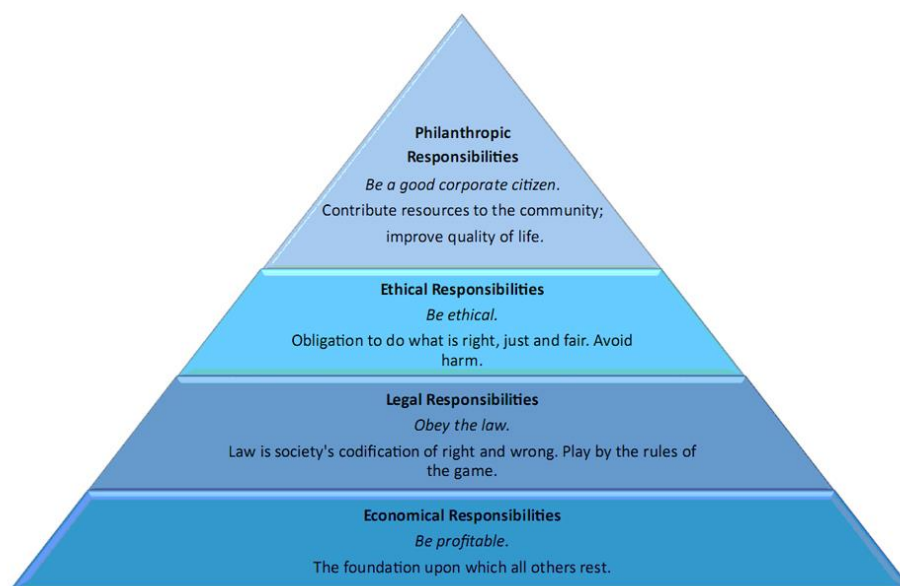 Philanthropic
Responsibilities
Be a good corporate citizen.
Contribute resources to the community;
improve quality of life.
Ethical Responsibilities
Be ethical.
Obligation to do what is right, just and fair. Avoid
harm.
Legal Responsibilities
Obey the law.
Law is society's codification of right and wrong. Play by the rules of
the game.
Economical Responsibilities
Be profitable.
The foundation upon which all others rest.